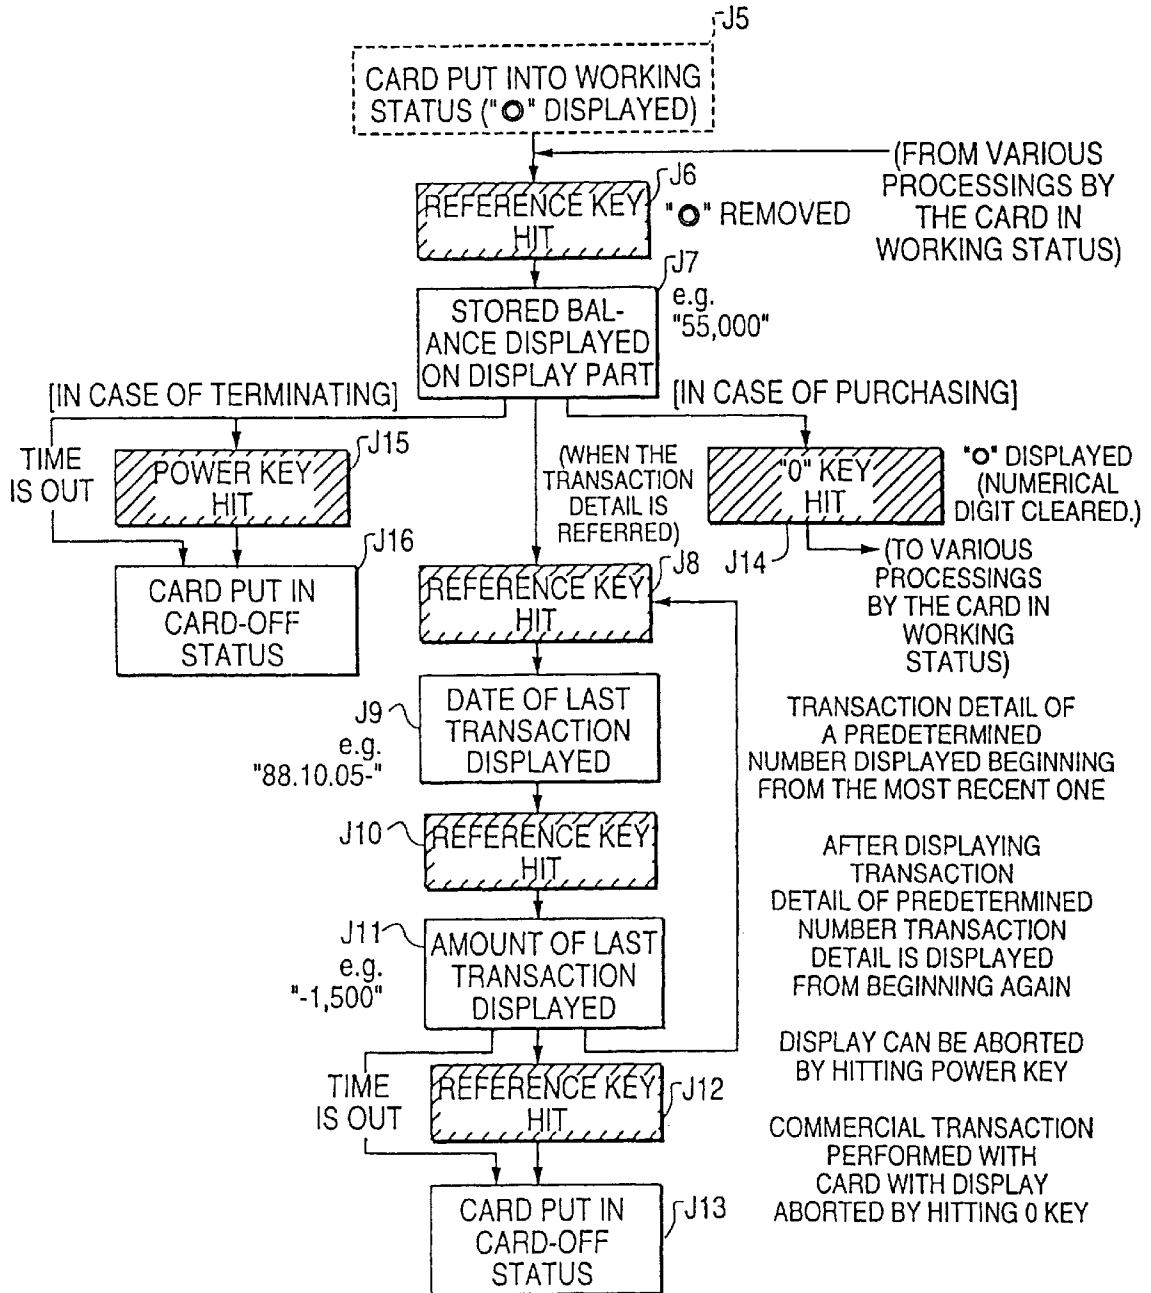 J5
CARD PUT INTO WORKING
STATUS ("O" DISPLAYED)
(FROM VARIOUS
PROCESSINGS BY
THE CARD IN
WORKING STATUS)
J6
REFERENCE KEY
HIT
"O" REMOVED
J7
STORED BAL-
ANCE DISPLAYED
ON DISPLAY PART
e.g.
"55,000"
[IN CASE OF TERMINATING]
[IN CASE OF PURCHASING]
TIME
IS OUT
J15
POWER KEY
HIT
J16
CARD PUT IN
CARD-OFF
STATUS
(WHEN THE
TRANSACTION
DETAIL IS
REFERRED)
"0" KEY
HIT
J14
"O" DISPLAYED
(NUMERICAL
DIGIT CLEARED.)
(TO VARIOUS
PROCESSINGS
BY THE CARD IN
WORKING
STATUS)
J8
REFERENCE KEY
HIT
J9
e.g.
"88.10.05-"
DATE OF LAST
TRANSACTION
DISPLAYED
J10
REFERENCE KEY
HIT
J11
e.g.
"-1,500"
AMOUNT OF LAST
TRANSACTION
DISPLAYED
TIME
IS OUT
REFERENCE KEY
HIT
J12
CARD PUT IN
CARD-OFF
STATUS
J13
TRANSACTION DETAIL OF
A PREDETERMINED
NUMBER DISPLAYED BEGINNING
FROM THE MOST RECENT ONE
AFTER DISPLAYING
TRANSACTION
DETAIL OF PREDETERMINED
NUMBER TRANSACTION
DETAIL IS DISPLAYED
FROM BEGINNING AGAIN
DISPLAY CAN BE ABORTED
BY HITTING POWER KEY
COMMERCIAL TRANSACTION
PERFORMED WITH
CARD WITH DISPLAY
ABORTED BY HITTING 0 KEY